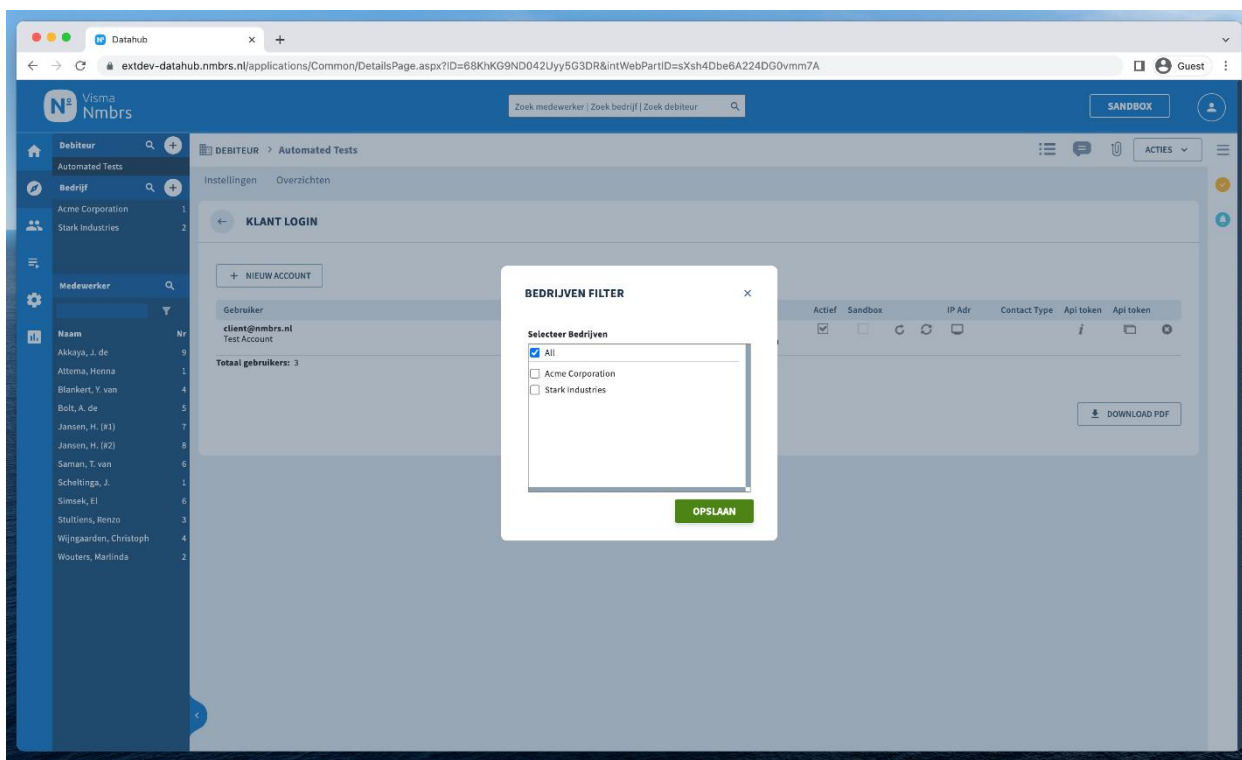 Datahub
extdev-datahub.nmbrs.nl/applications/Common/DetailsPage.aspx?ID=68KhKG9ND042Uyy5G3DR&intWebPartID=sXsh4Dbe6A224DG0vmm7A
Guest
Nº Visma Nmbrs
Zoek medewerker | Zoek bedrijf | Zoek debiteur
SANDBOX
Debiteur
Automated Tests
Bedrijf
Acme Corporation 1
Stark Industries 2
Medewerker
Naam Nr
Akkaya, J. de 9
Attema, Henna 1
Blankert, Y. van 4
Bolt, A. de 5
Jansen, H. (#1) 7
Jansen, H. (#2) 8
Saman, T. van 6
Scheltinga, J. 1
Simsek, El 6
Stultiens, Renzo 3
Wijngaarden, Christoph 4
Wouters, Marlinda 2
DEBITEUR > Automated Tests
ACTIES
Instellingen Overzichten
KLANT LOGIN
+ NIEUW ACCOUNT
Gebruiker Actief Sandbox IP Adr Contact Type Api token Api token
client@nmbrs.nl
Test Account
Totaal gebruikers: 3
DOWNLOAD PDF
BEDRIJVEN FILTER
Selecteer Bedrijven
All
Acme Corporation
Stark Industries
OPSLAAN